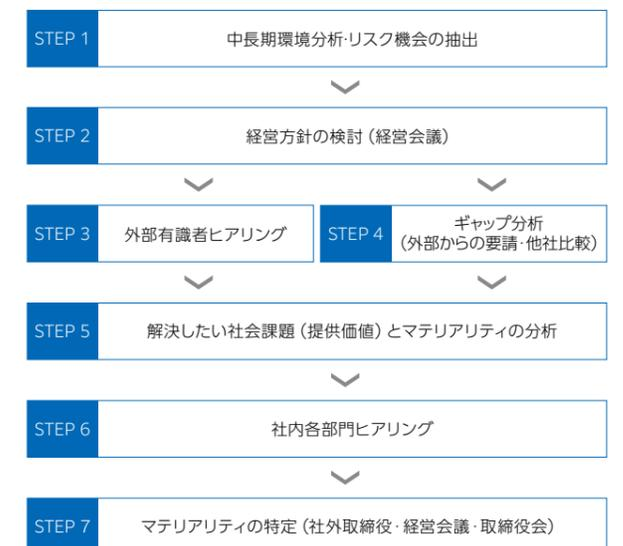 STEP 1 中長期環境分析·リスク機会の抽出
STEP 2 経営方針の検討（経営会議）
STEP 3 外部有識者ヒアリング
STEP 4 ギャップ分析
（外部からの要請·他社比較）
STEP 5 解決したい社会課題（提供価値）とマテリアリティの分析
STEP 6 社内各部門ヒアリング
STEP 7 マテリアリティの特定（社外取締役·経営会議·取締役会）